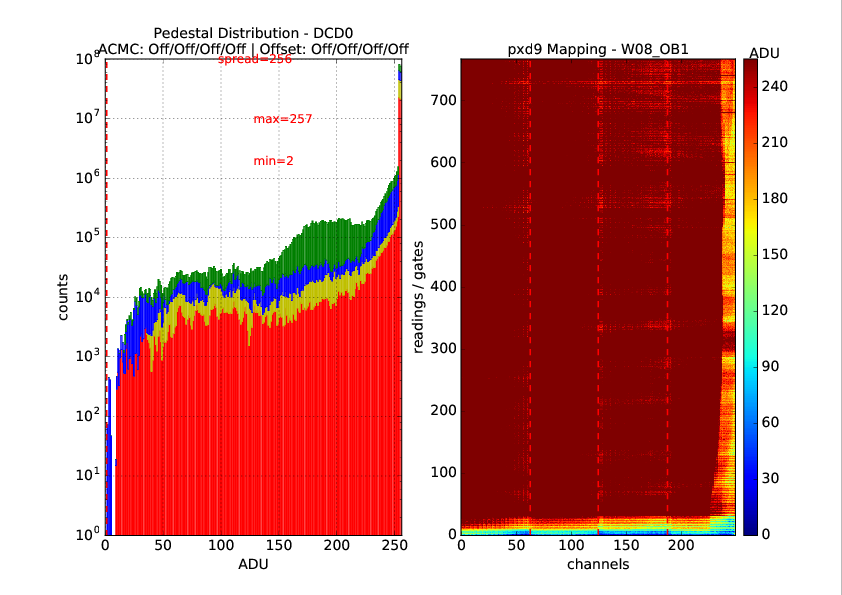 Pedestal Distribution - DCD0
ACMC: Off/Off/Off/Off | Offset: Off/Off/Off/Off
spread=256
max=257
min=2
10^8
10^7
10^6
10^5
10^4
10^3
10^2
10^1
10^0
counts
0 50 100 150 200 250
ADU
pxd9 Mapping - W08_OB1
700
600
500
400
300
200
100
0
readings / gates
0 50 100 150 200
channels
ADU
240
210
180
150
120
90
60
30
0